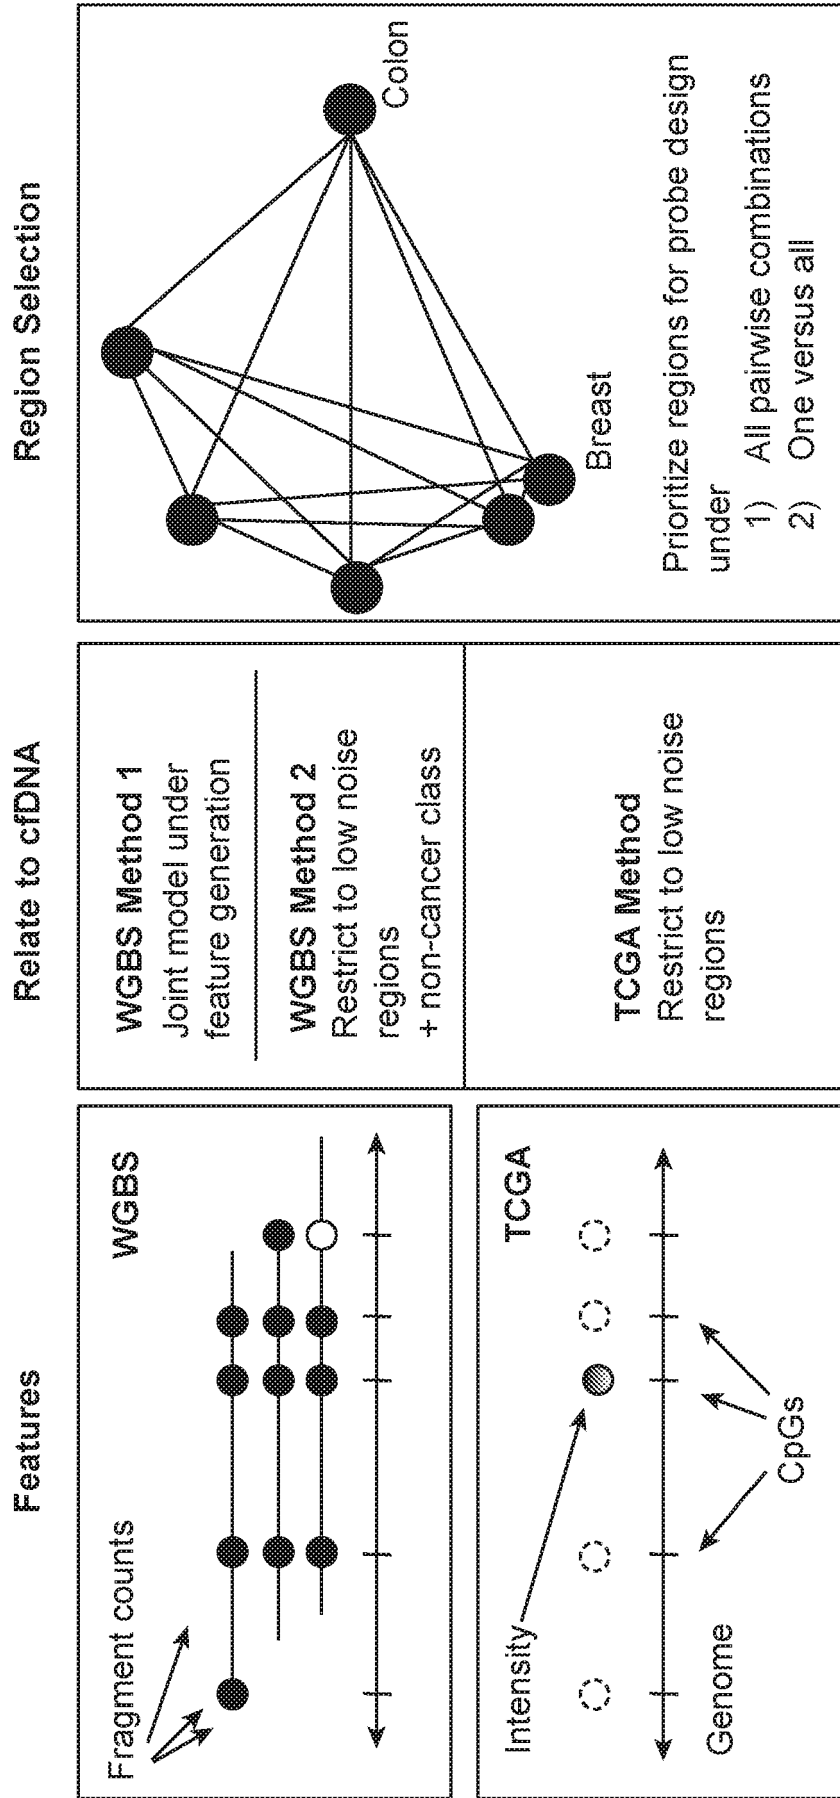 Features
Fragment counts
WGBS
Intensity
TCGA
Genome
CpGs
Relate to cfDNA
WGBS Method 1
Joint model under
feature generation
WGBS Method 2
Restrict to low noise
regions
+ non-cancer class
TCGA Method
Restrict to low noise
regions
Region Selection
Colon
Breast
Prioritize regions for probe design
under
1) All pairwise combinations
2) One versus all